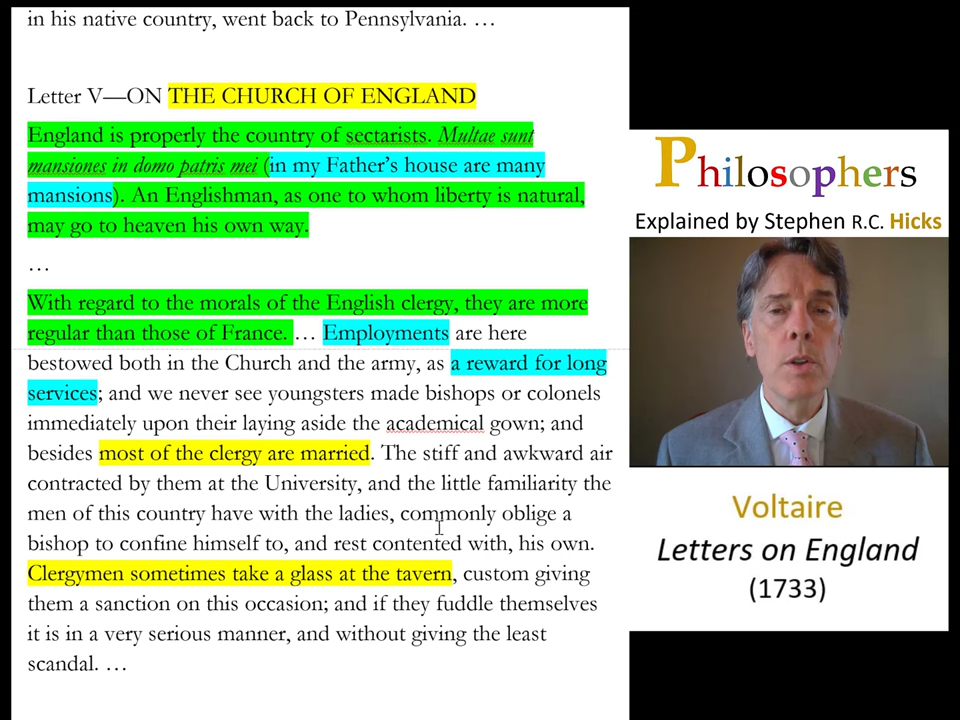 in his native country, went back to Pennsylvania. …
Letter V—ON THE CHURCH OF ENGLAND
England is properly the country of sectarists. Multae sunt
mansiones in domo patris mei (in my Father’s house are many
mansions). An Englishman, as one to whom liberty is natural,
may go to heaven his own way.
…
With regard to the morals of the English clergy, they are more
regular than those of France. … Employments are here
bestowed both in the Church and the army, as a reward for long
services; and we never see youngsters made bishops or colonels
immediately upon their laying aside the academical gown; and
besides most of the clergy are married. The stiff and awkward air
contracted by them at the University, and the little familiarity the
men of this country have with the ladies, commonly oblige a
bishop to confine himself to, and rest contented with, his own.
Clergymen sometimes take a glass at the tavern, custom giving
them a sanction on this occasion; and if they fuddle themselves
it is in a very serious manner, and without giving the least
scandal. …
Philosophers
Explained by Stephen R.C. Hicks
Voltaire
Letters on England
(1733)